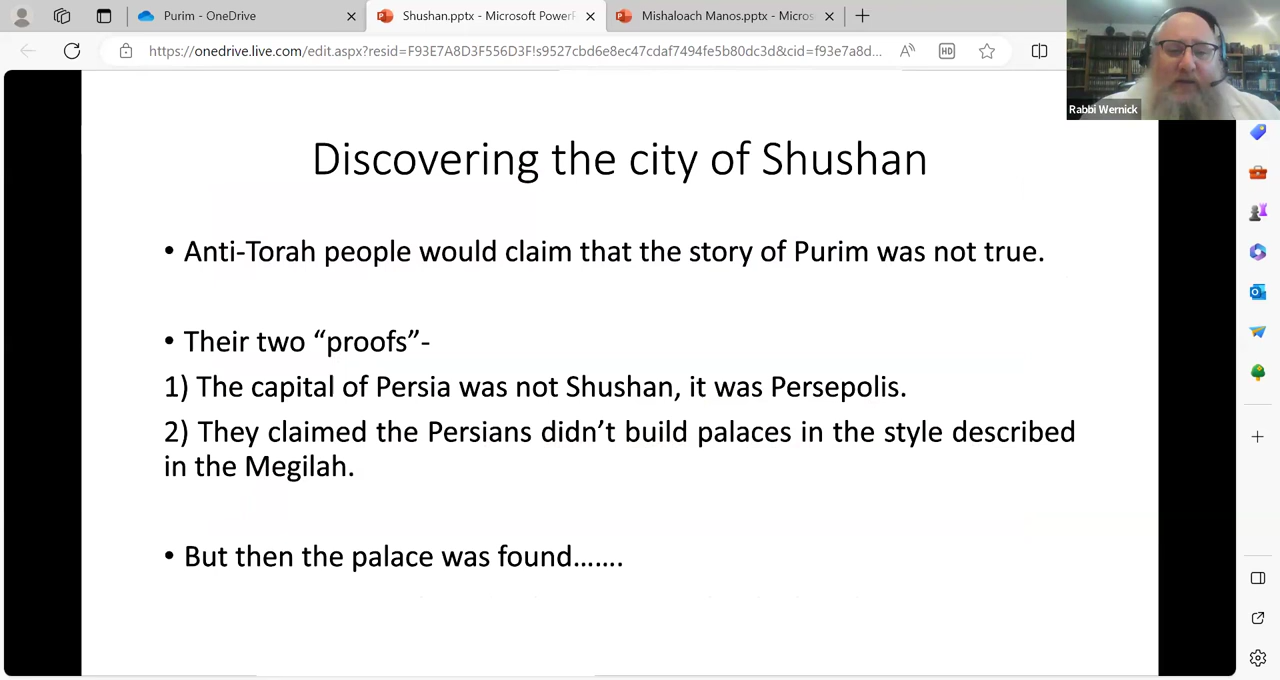 Purim - OneDrive
Shushan.pptx - Microsoft PowerP
Mishaloach Manos.pptx - Micros
https://onedrive.live.com/edit.aspx?resid=F93E7A8D3F556D3F!s9527cbd6e8ec47cdaf7494fe5b80dc3d&cid=f93e7a8d...
HD
Rabbi Wernick
Discovering the city of Shushan
• Anti-Torah people would claim that the story of Purim was not true.
• Their two “proofs”-
1) The capital of Persia was not Shushan, it was Persepolis.
2) They claimed the Persians didn’t build palaces in the style described
in the Megilah.
• But then the palace was found.......